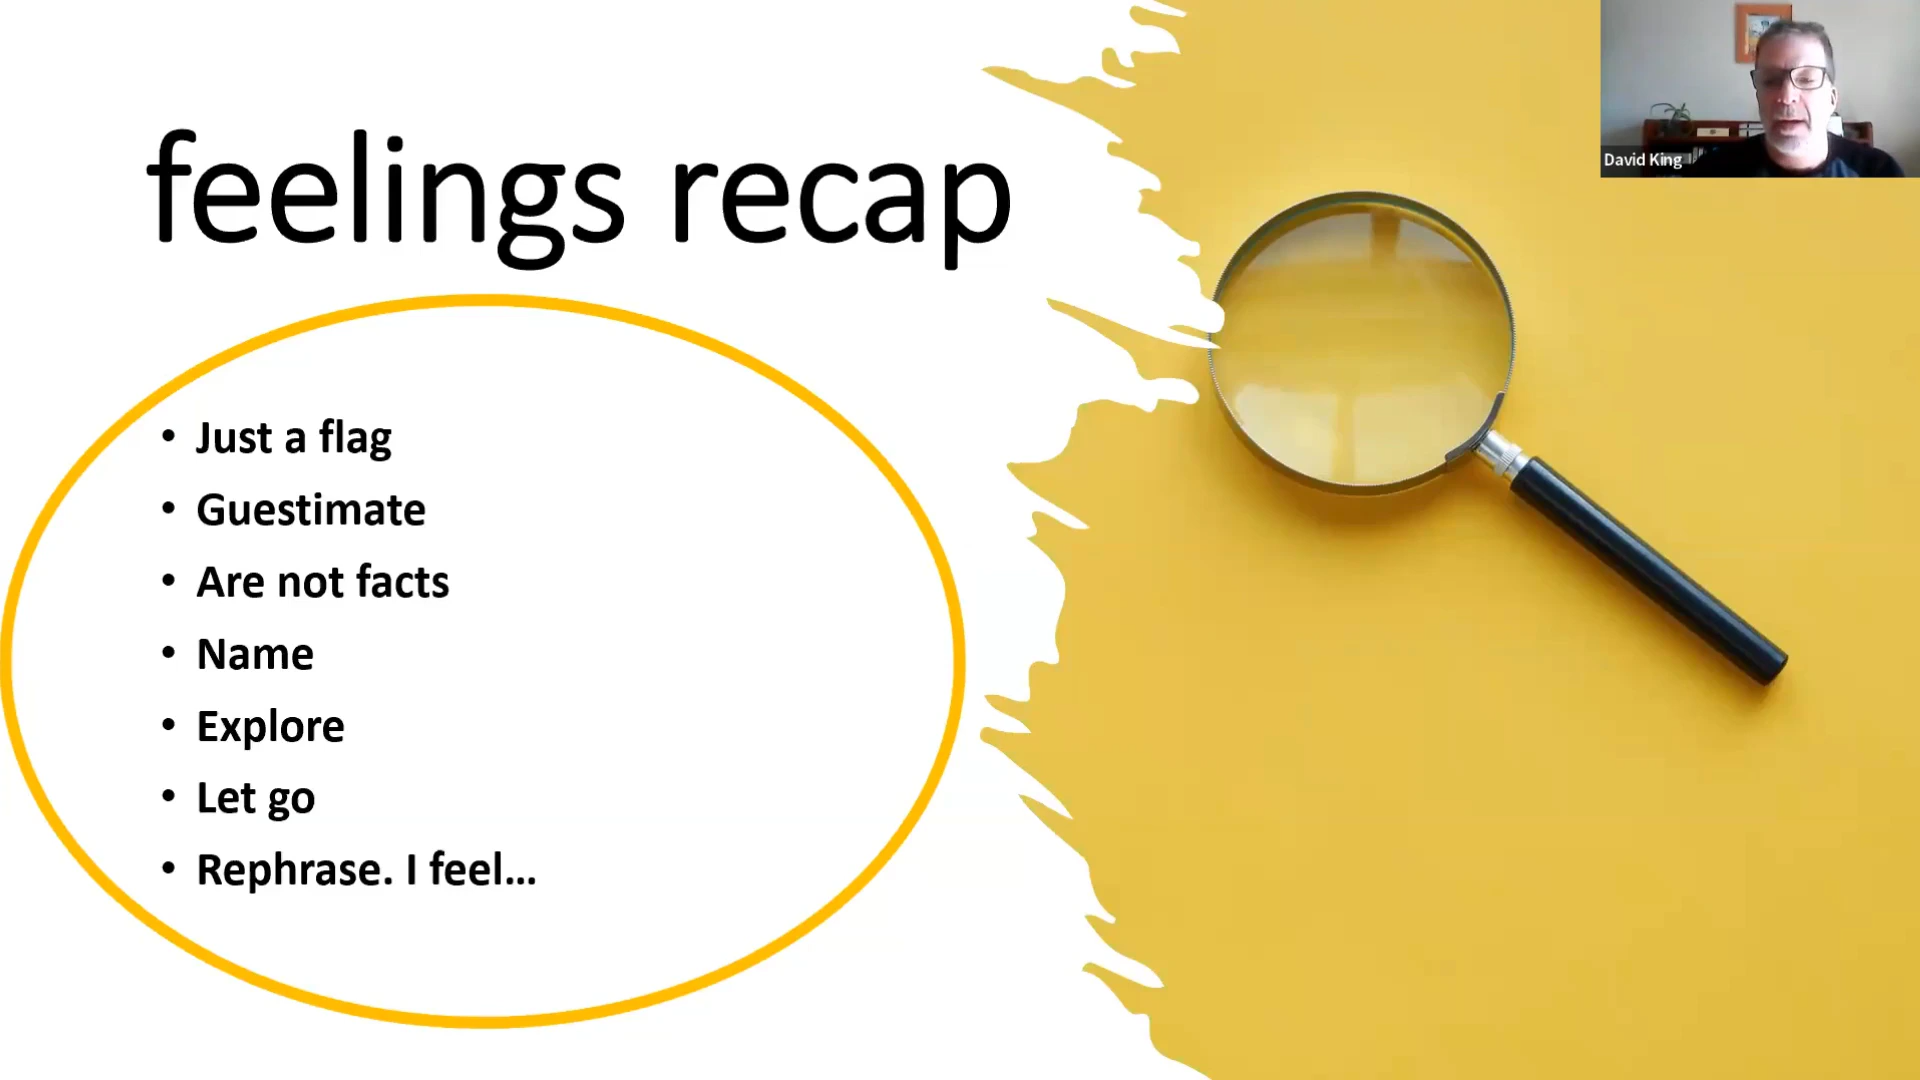 feelings recap
• Just a flag
• Guestimate
• Are not facts
• Name
• Explore
• Let go
• Rephrase. I feel...
David King